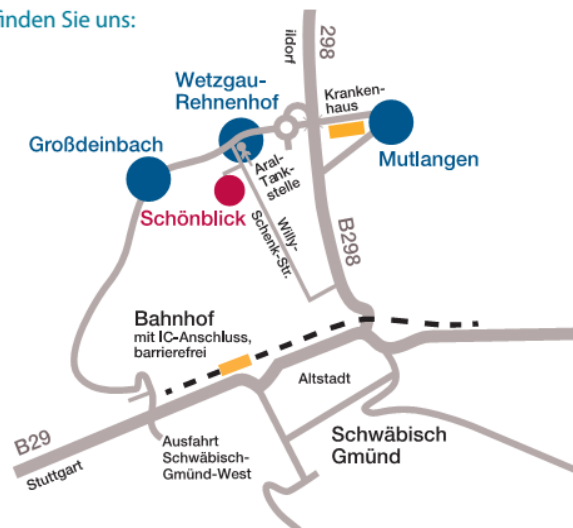 finden Sie uns:
298
ildorf
Kranken-
haus
Wetzgau-
Rehnenhof
Großdeinbach
Mutlangen
Aral-
Tank-
stelle
Schönblick
Willy-
Schenk-Str.
B298
Bahnhof
mit IC-Anschluss,
barrierefrei
Altstadt
Schwäbisch
Gmünd
B29
Stuttgart
Ausfahrt
Schwäbisch-
Gmünd-West